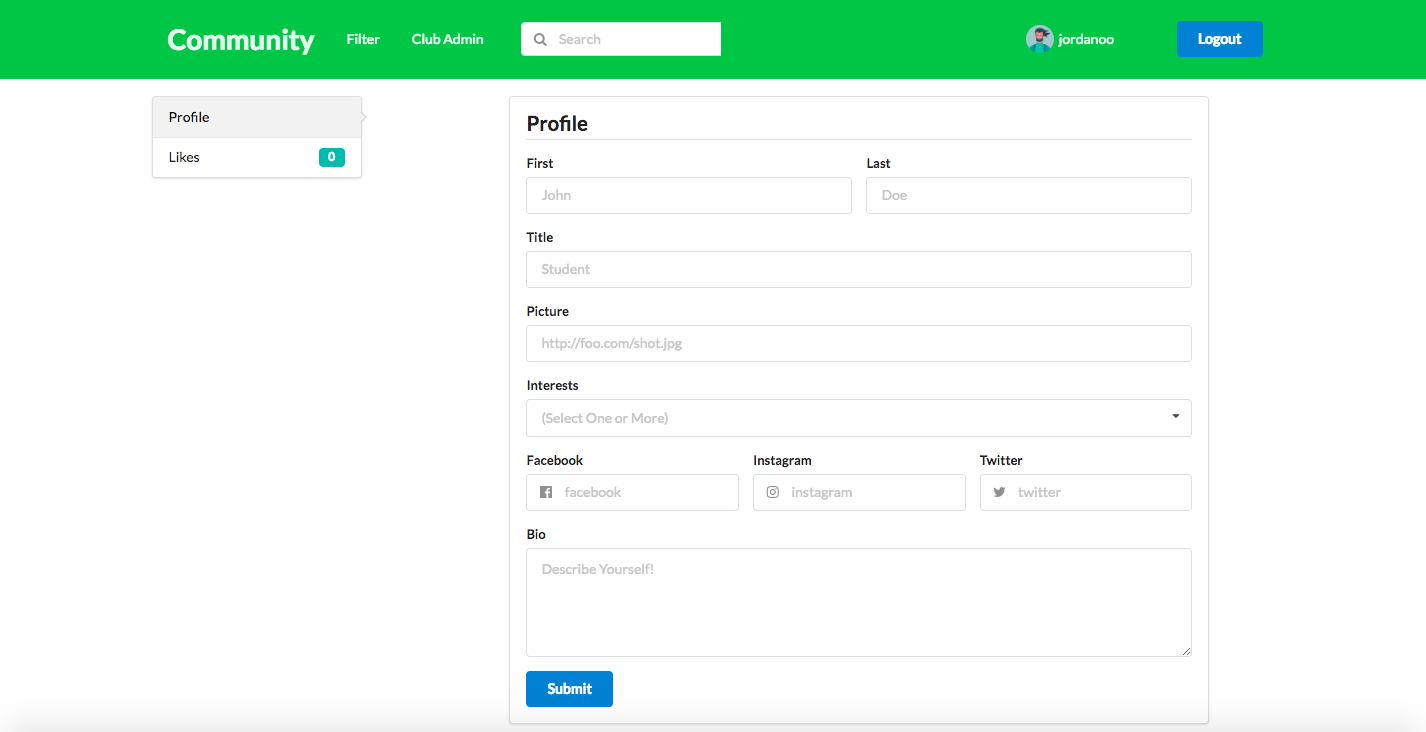 Community Filter Club Admin Search jordanoo Logout
Profile
Likes 0
Profile
First Last
John Doe
Title
Student
Picture
http://foo.com/shot.jpg
Interests
(Select One or More)
Facebook Instagram Twitter
facebook instagram twitter
Bio
Describe Yourself!
Submit